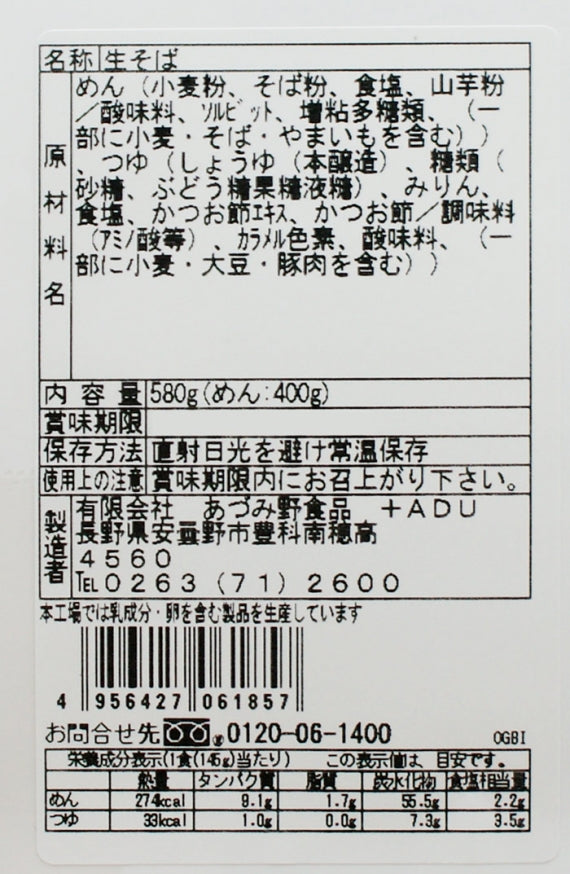 名称 生そば
原材料名
めん（小麦粉、そば粉、食塩、山芋粉
／酸味料、ｿﾙﾋﾞｯﾄ、増粘多糖類、（一
部に小麦・そば・やまいもを含む））
、つゆ（しょうゆ（本醸造）、糖類（
砂糖、ぶどう糖果糖液糖）、みりん、
食塩、かつお節ｴｷｽ、かつお節／調味料
（ｱﾐﾉ酸等）、ｶﾗﾒﾙ色素、酸味料、（一
部に小麦・大豆・豚肉を含む））
内容量 580g(めん:400g)
賞味期限
保存方法 直射日光を避け常温保存
使用上の注意 賞味期限内にお召上がり下さい。
製造者
有限会社　あづみ野食品　＋ＡＤＵ
長野県安曇野市豊科南穂高
４５６０
TEL０２６３（７１）２６００
本工場では乳成分・卵を含む製品を生産しています
4 956427 061857
お問合せ先 0120-06-1400 OGBI
栄養成分表示(1食(145g)当たり)　この表示値は、目安です。
熱量 タンパク質 脂質 炭水化物 食塩相当量
めん 274kcal 9.1g 1.7g 55.5g 2.2g
つゆ 33kcal 1.0g 0.0g 7.3g 3.5g